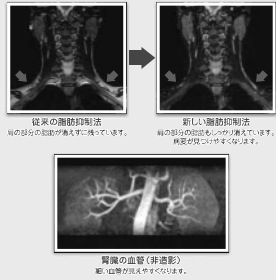 従来の脂肪抑制法
肩の部分の脂肪が消えずに残っています。
新しい脂肪抑制法
肩の部分の脂肪もしっかり消えています。
病変が見つけやすくなります。
腎臓の血管(非造影)
細い血管が見えやすくなります。